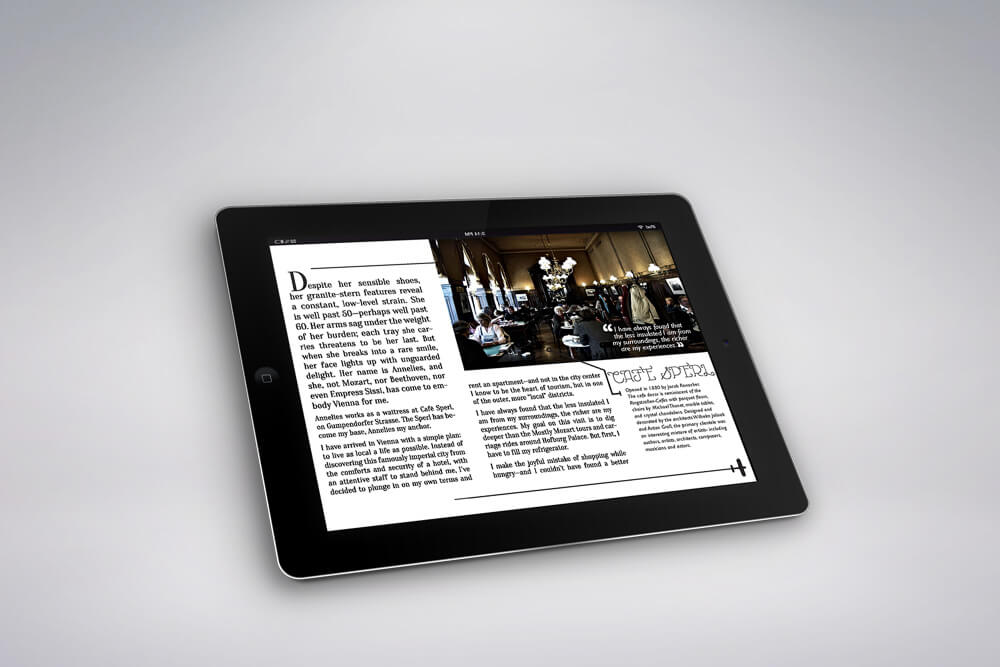 Despite her sensible shoes,
her granite-stern features reveal
a constant, low-level strain. She
is well past 50—perhaps well past
60. Her arms sag under the weight
of her burden; each tray she car-
ries threatens to be her last. But
when she breaks into a rare smile,
her face lights up with unguarded
delight. Her name is Annelies, and
she, not Mozart, nor Beethoven, nor
even Empress Sissi, has come to em-
body Vienna for me.
Annelies works as a waitress at Café Sperl,
on Gumpendorfer Strasse. The Sperl has be-
come my base, Annelies my anchor.
I have arrived in Vienna with a simple plan:
to live as local a life as possible. Instead of
discovering this famously imperial city from
the comforts and security of a hotel, with
an attentive staff to stand behind me, I've
decided to plunge in on my own terms and
rent an apartment—and not in the city center
I know to be the heart of tourism, but in one
of the outer, more "local" districts.
I have always found that the less insulated I
am from my surroundings, the richer are my
experiences. My goal on this visit is to dig
deeper than the Mostly Mozart tours and car-
riage rides around Hofburg Palace. But first, I
have to fill my refrigerator.
I make the joyful mistake of shopping while
hungry—and I couldn't have found a better
“I have always found that
the less insulated I am from
my surroundings, the richer
are my experiences.”
CAFÉ SPERL
Opened in 1880 by Jacob Ronacher.
The café decor is reminiscent of the
Ringstraßen-Caffés with parquet floors,
chairs by Michael Thonet, marble tables,
and crystal chandeliers. Designed and
decorated by the architects Wilhelm Jelinek
and Anton Groß, the primary clientele was
an interesting mixture of artists- including
authors, artists, architects, composers,
musicians and actors.